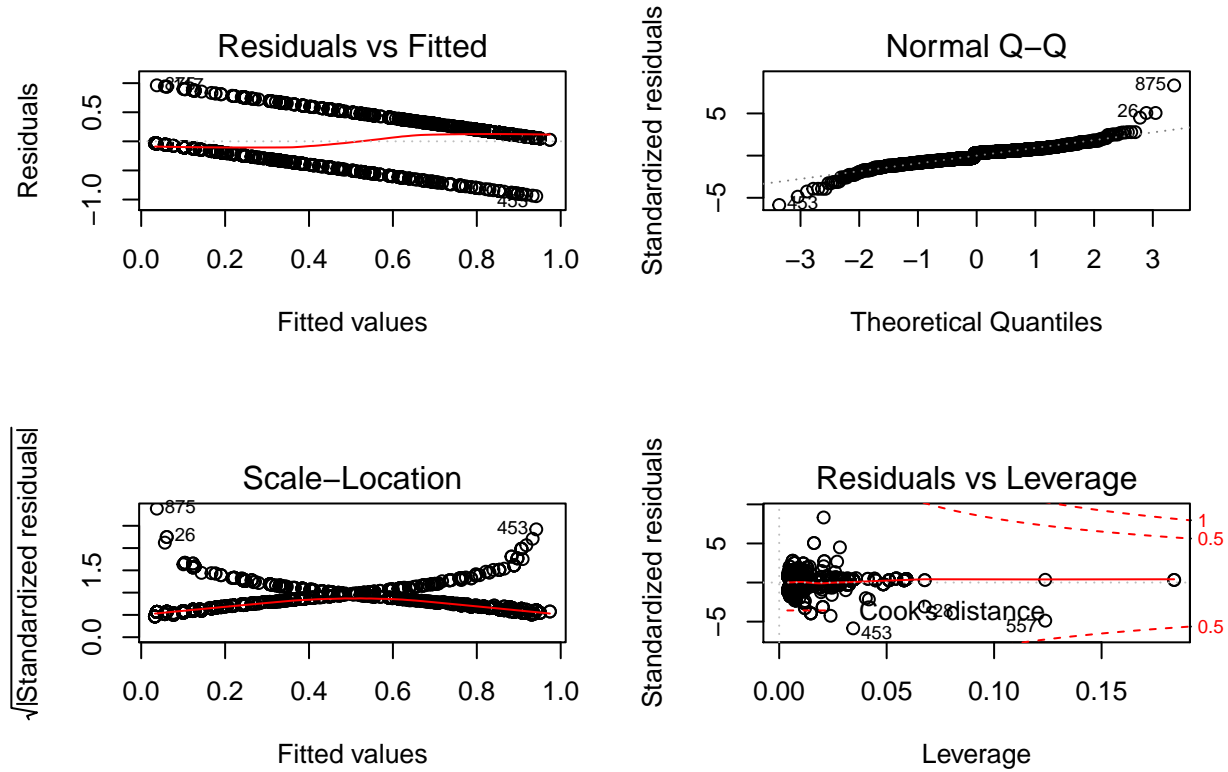 Residuals vs Fitted
Residuals
0.5
−1.0
453
0.0 0.2 0.4 0.6 0.8 1.0
Fitted values
Normal Q−Q
Standardized residuals
5
−5
875
26
453
−3 −2 −1 0 1 2 3
Theoretical Quantiles
Scale−Location
√|Standardized residuals|
1.5
0.0
875
26
453
0.0 0.2 0.4 0.6 0.8 1.0
Fitted values
Residuals vs Leverage
Standardized residuals
5
−5
1
0.5
0.5
Cook's distance
28
557
453
0.00 0.05 0.10 0.15
Leverage